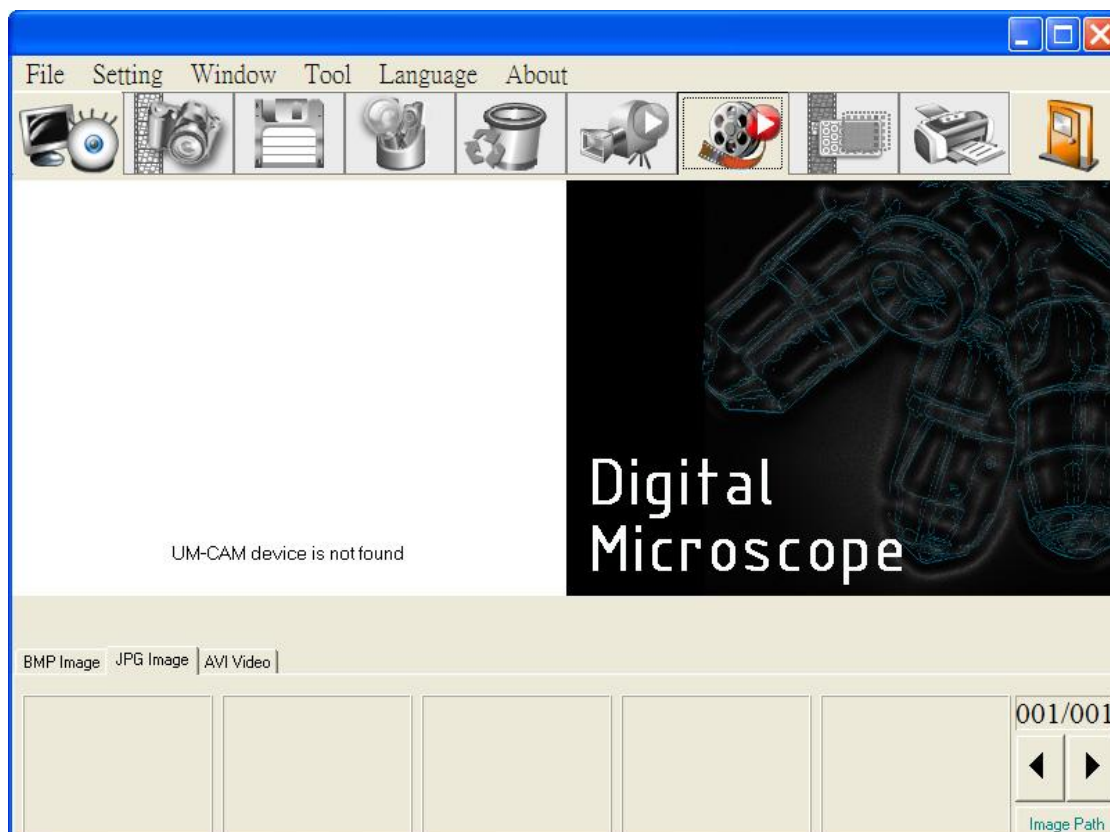 File Setting Window Tool Language About
Digital
Microscope
UM-CAM device is not found
BMP Image JPG Image AVI Video
001/001
Image Path